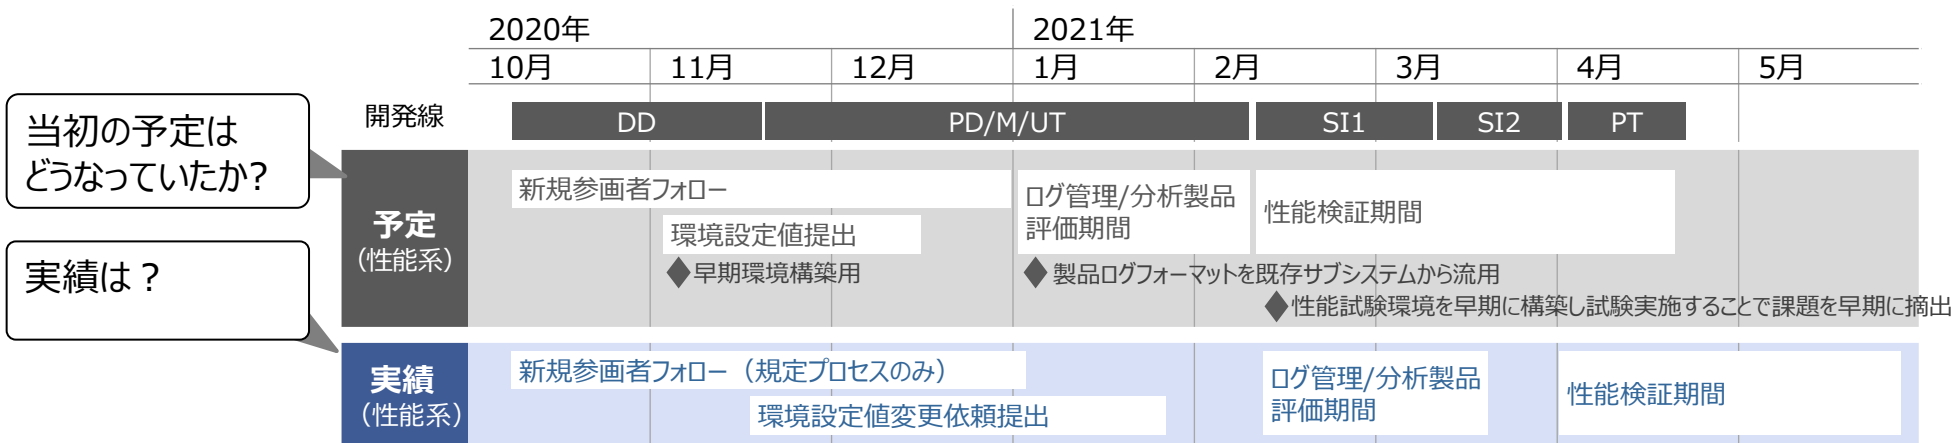 2020年
2021年
10月
11月
12月
1月
2月
3月
4月
5月
開発線
DD
PD/M/UT
SI1
SI2
PT
当初の予定は
どうなっていたか?
予定
（性能系）
新規参画者フォロー
環境設定値提出
◆早期環境構築用
ログ管理/分析製品
評価期間
性能検証期間
◆製品ログフォーマットを既存サブシステムから流用
◆性能試験環境を早期に構築し試験実施することで課題を早期に摘出
実績は？
実績
（性能系）
新規参画者フォロー（規定プロセスのみ）
環境設定値変更依頼提出
ログ管理/分析製品
評価期間
性能検証期間